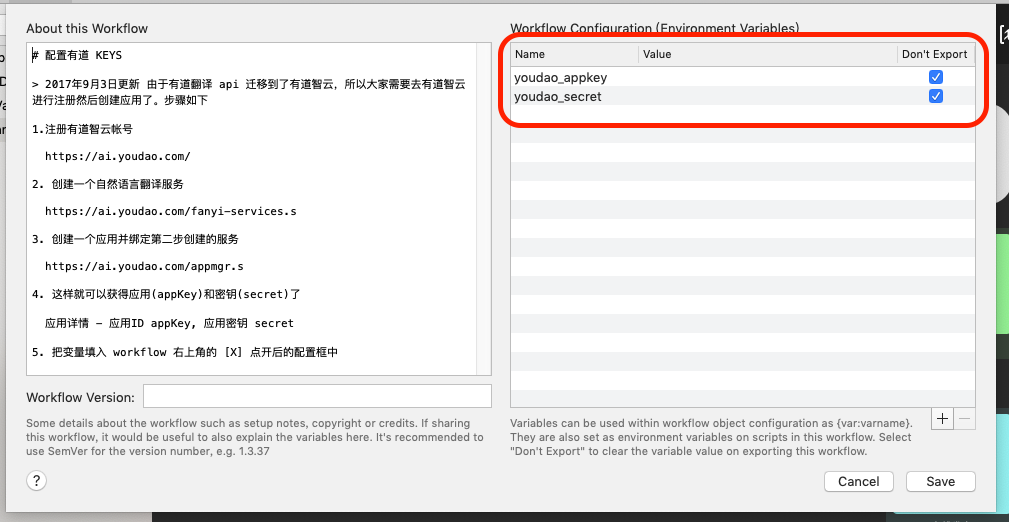 About this Workflow
# 配置有道 KEYS
> 2017年9月3日更新 由于有道翻译 api 迁移到了有道智云, 所以大家需要去有道智云
进行注册然后创建应用了。步骤如下
1.注册有道智云帐号
https://ai.youdao.com/
2. 创建一个自然语言翻译服务
https://ai.youdao.com/fanyi-services.s
3. 创建一个应用并绑定第二步创建的服务
https://ai.youdao.com/appmgr.s
4. 这样就可以获得应用(appKey)和密钥(secret)了
应用详情 - 应用ID appKey, 应用密钥 secret
5. 把变量填入 workflow 右上角的 [X] 点开后的配置框中
Workflow Version:
Some details about the workflow such as setup notes, copyright or credits. If sharing
this workflow, it would be useful to also explain the variables here. It's recommended to
use SemVer for the version number, e.g. 1.3.37
?
Workflow Configuration (Environment Variables)
Name Value Don't Export
youdao_appkey
youdao_secret
+ −
Variables can be used within workflow object configuration as {var:varname}.
They are also set as environment variables on scripts in this workflow. Select
"Don't Export" to clear the variable value on exporting this workflow.
Cancel Save